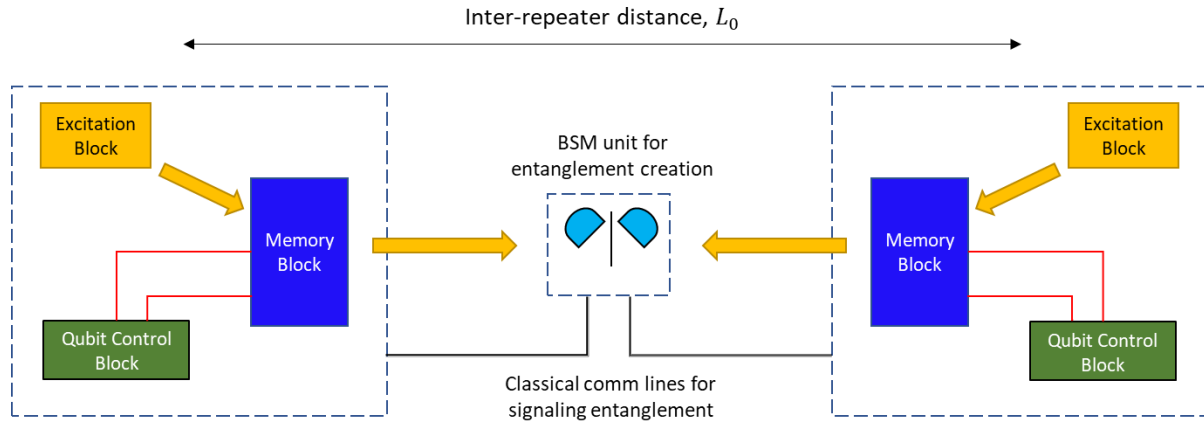 Inter-repeater distance, L₀
Excitation
Block
Memory
Block
Qubit Control
Block
BSM unit for
entanglement creation
Classical comm lines for
signaling entanglement
Excitation
Block
Memory
Block
Qubit Control
Block